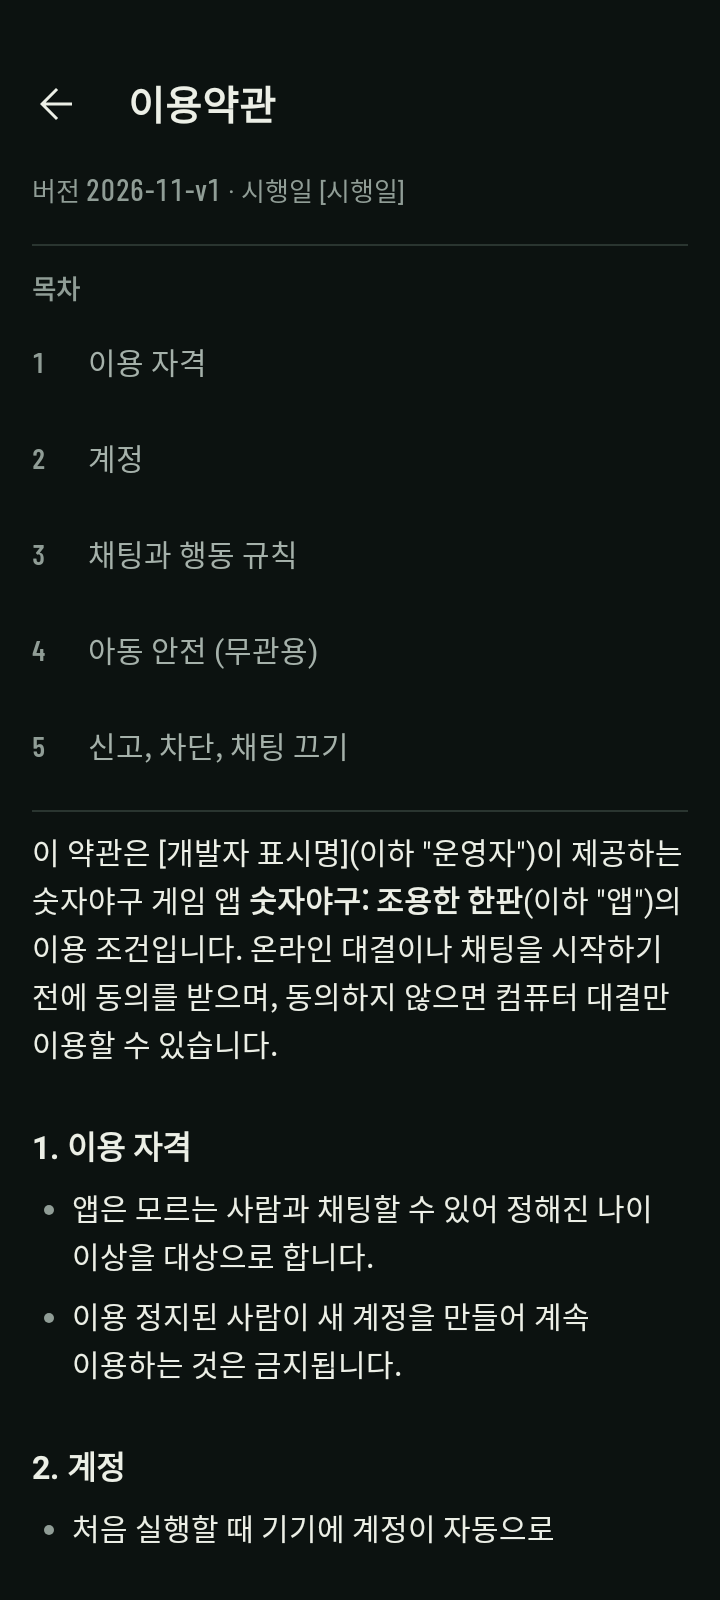 이용약관
버전 2026-11-v1 · 시행일 [시행일]
목차
1 이용 자격
2 계정
3 채팅과 행동 규칙
4 아동 안전 (무관용)
5 신고, 차단, 채팅 끄기
이 약관은 [개발자 표시명](이하 "운영자")이 제공하는
숫자야구 게임 앱 숫자야구: 조용한 한판(이하 "앱")의
이용 조건입니다. 온라인 대결이나 채팅을 시작하기
전에 동의를 받으며, 동의하지 않으면 컴퓨터 대결만
이용할 수 있습니다.
1. 이용 자격
• 앱은 모르는 사람과 채팅할 수 있어 정해진 나이
이상을 대상으로 합니다.
• 이용 정지된 사람이 새 계정을 만들어 계속
이용하는 것은 금지됩니다.
2. 계정
• 처음 실행할 때 기기에 계정이 자동으로